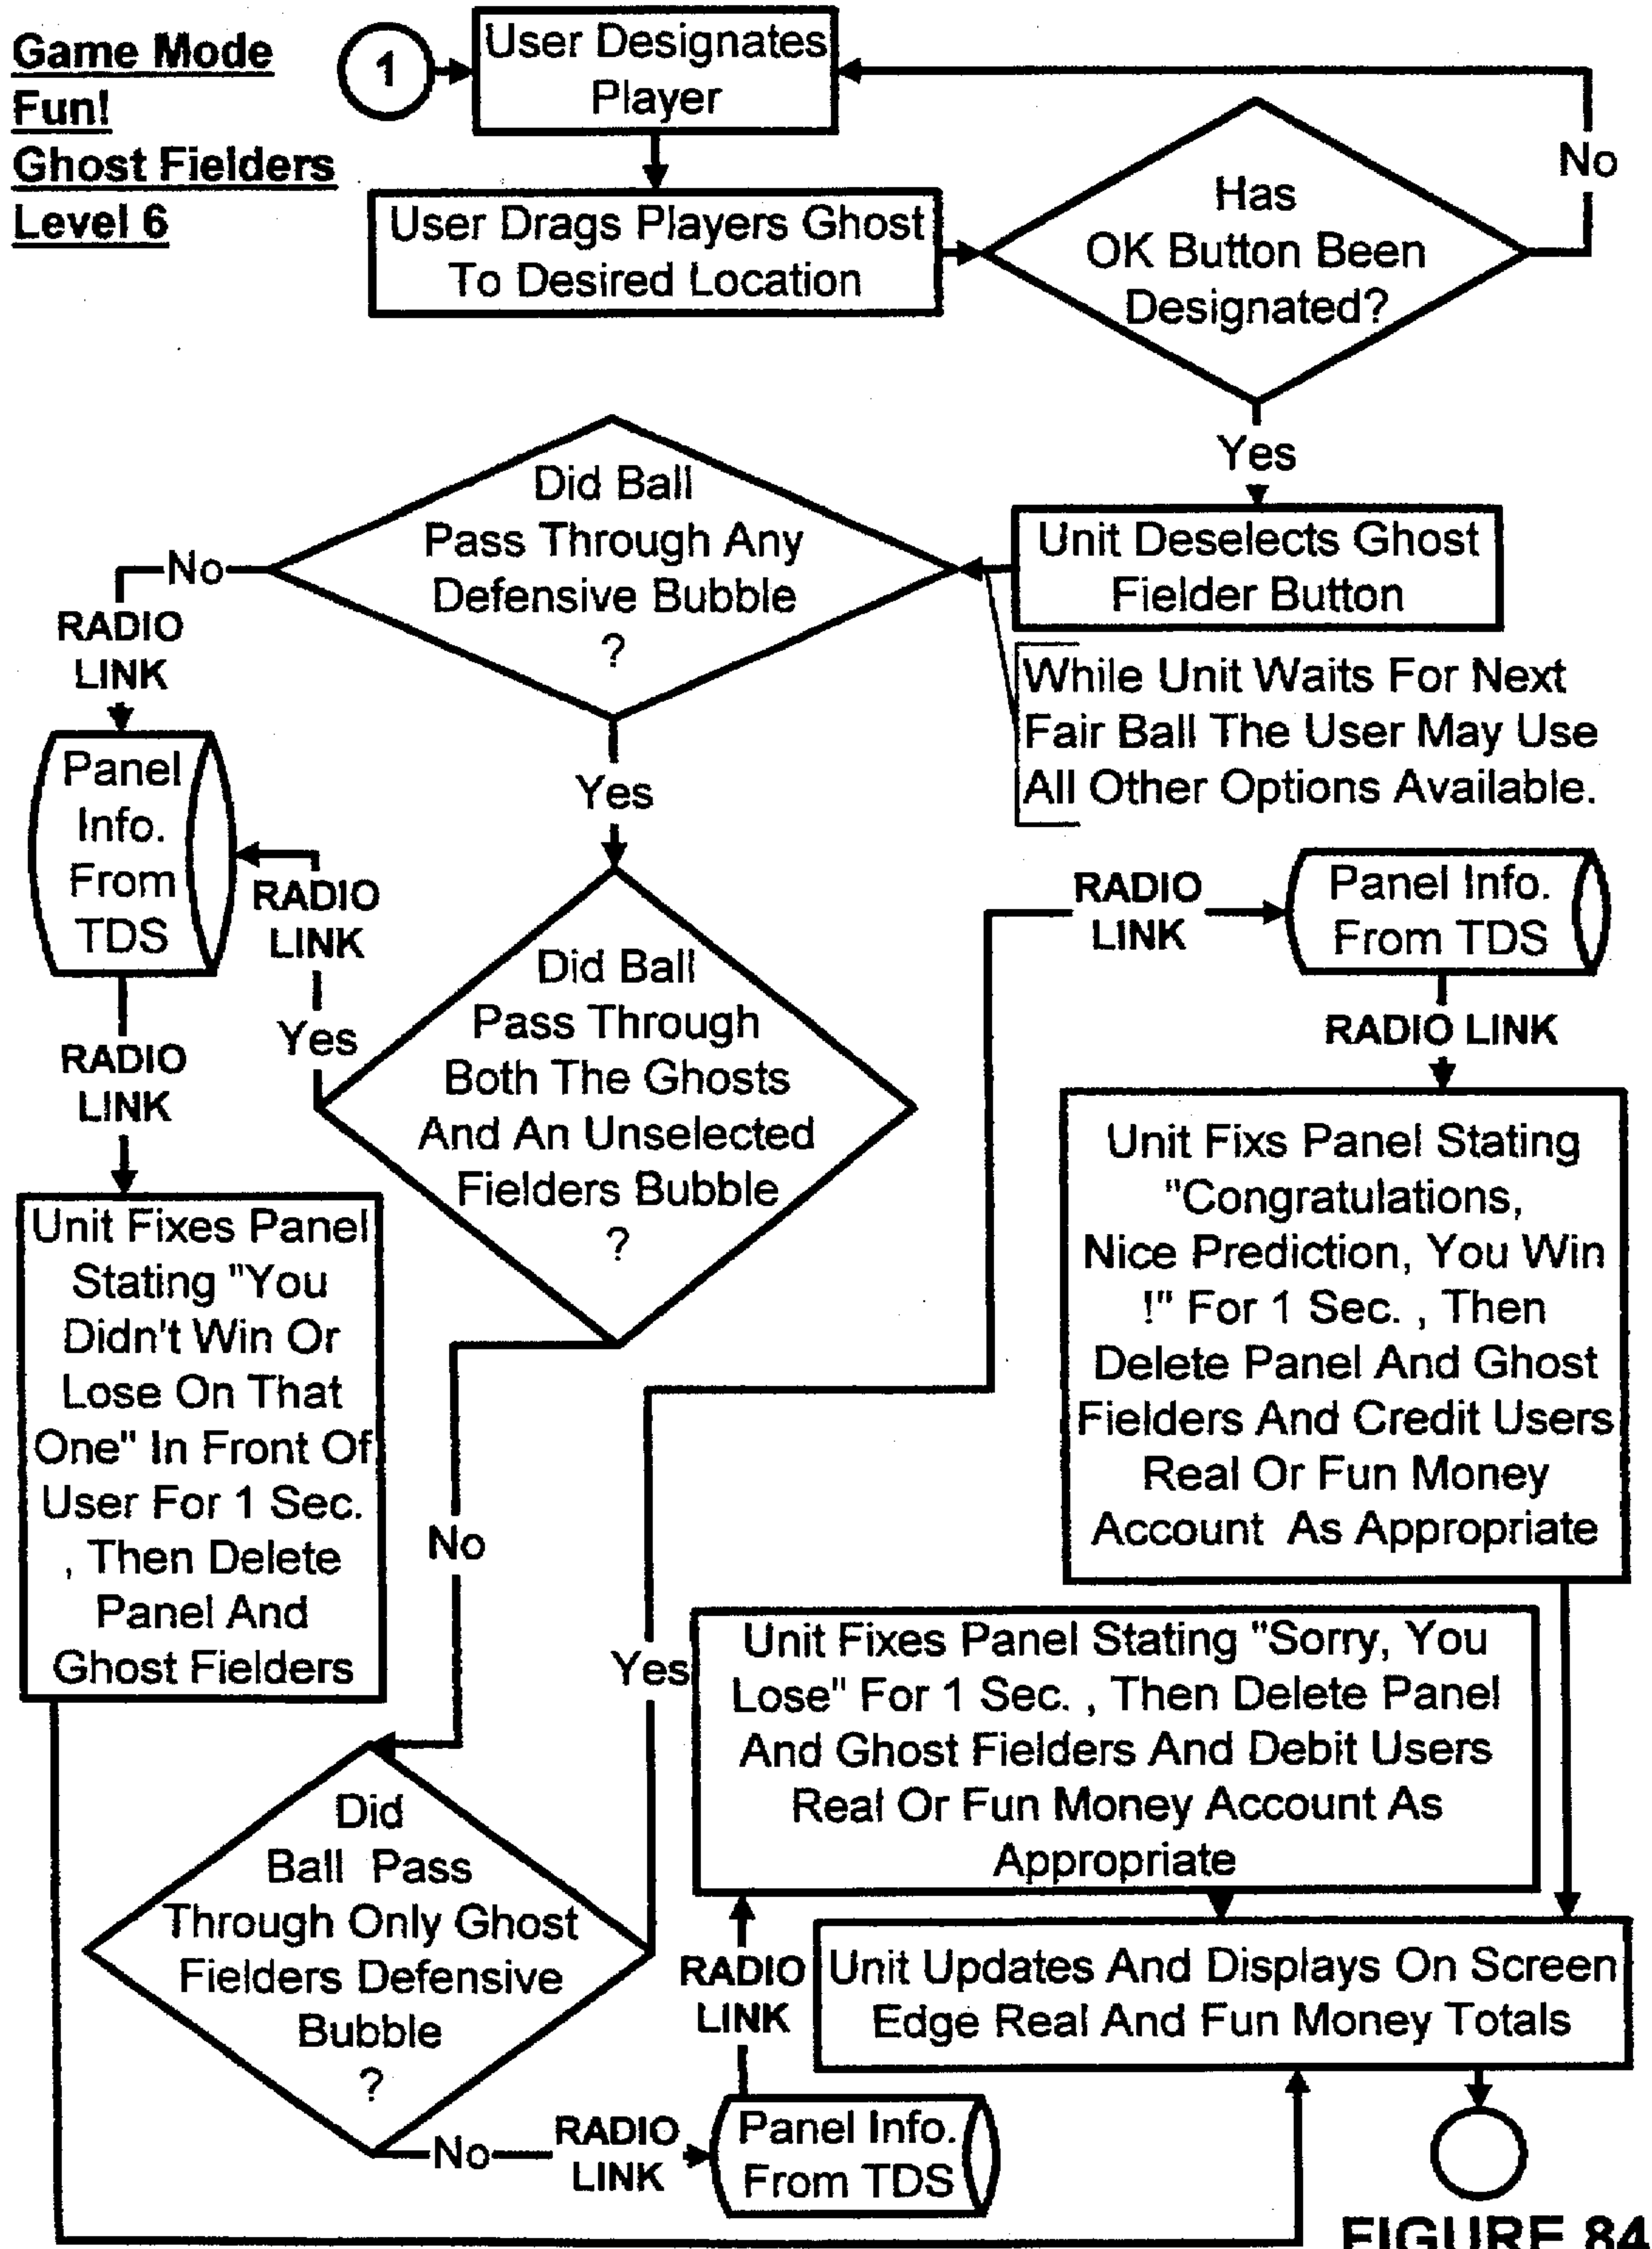 Game Mode
Fun!
Ghost Fielders
Level 6
1
User Designates
Player
No
User Drags Players Ghost
To Desired Location
Has
OK Button Been
Designated?
Yes
Unit Deselects Ghost
Fielder Button
While Unit Waits For Next
Fair Ball The User May Use
All Other Options Available.
Did Ball
Pass Through Any
Defensive Bubble
?
No
RADIO
LINK
Yes
Panel
Info.
From
TDS
RADIO
LINK
Yes
Did Ball
Pass Through
Both The Ghosts
And An Unselected
Fielders Bubble
?
RADIO
LINK
Panel Info.
From TDS
RADIO LINK
RADIO
LINK
Unit Fixes Panel
Stating "You
Didn't Win Or
Lose On That
One" In Front Of
User For 1 Sec.
, Then Delete
Panel And
Ghost Fielders
Unit Fixs Panel Stating
"Congratulations,
Nice Prediction, You Win
!" For 1 Sec. , Then
Delete Panel And Ghost
Fielders And Credit Users
Real Or Fun Money
Account As Appropriate
No
Yes
Unit Fixes Panel Stating "Sorry, You
Lose" For 1 Sec. , Then Delete Panel
And Ghost Fielders And Debit Users
Real Or Fun Money Account As
Appropriate
Did
Ball Pass
Through Only Ghost
Fielders Defensive
Bubble
?
RADIO
LINK
Unit Updates And Displays On Screen
Edge Real And Fun Money Totals
No
RADIO
LINK
Panel Info.
From TDS
FIGURE 84